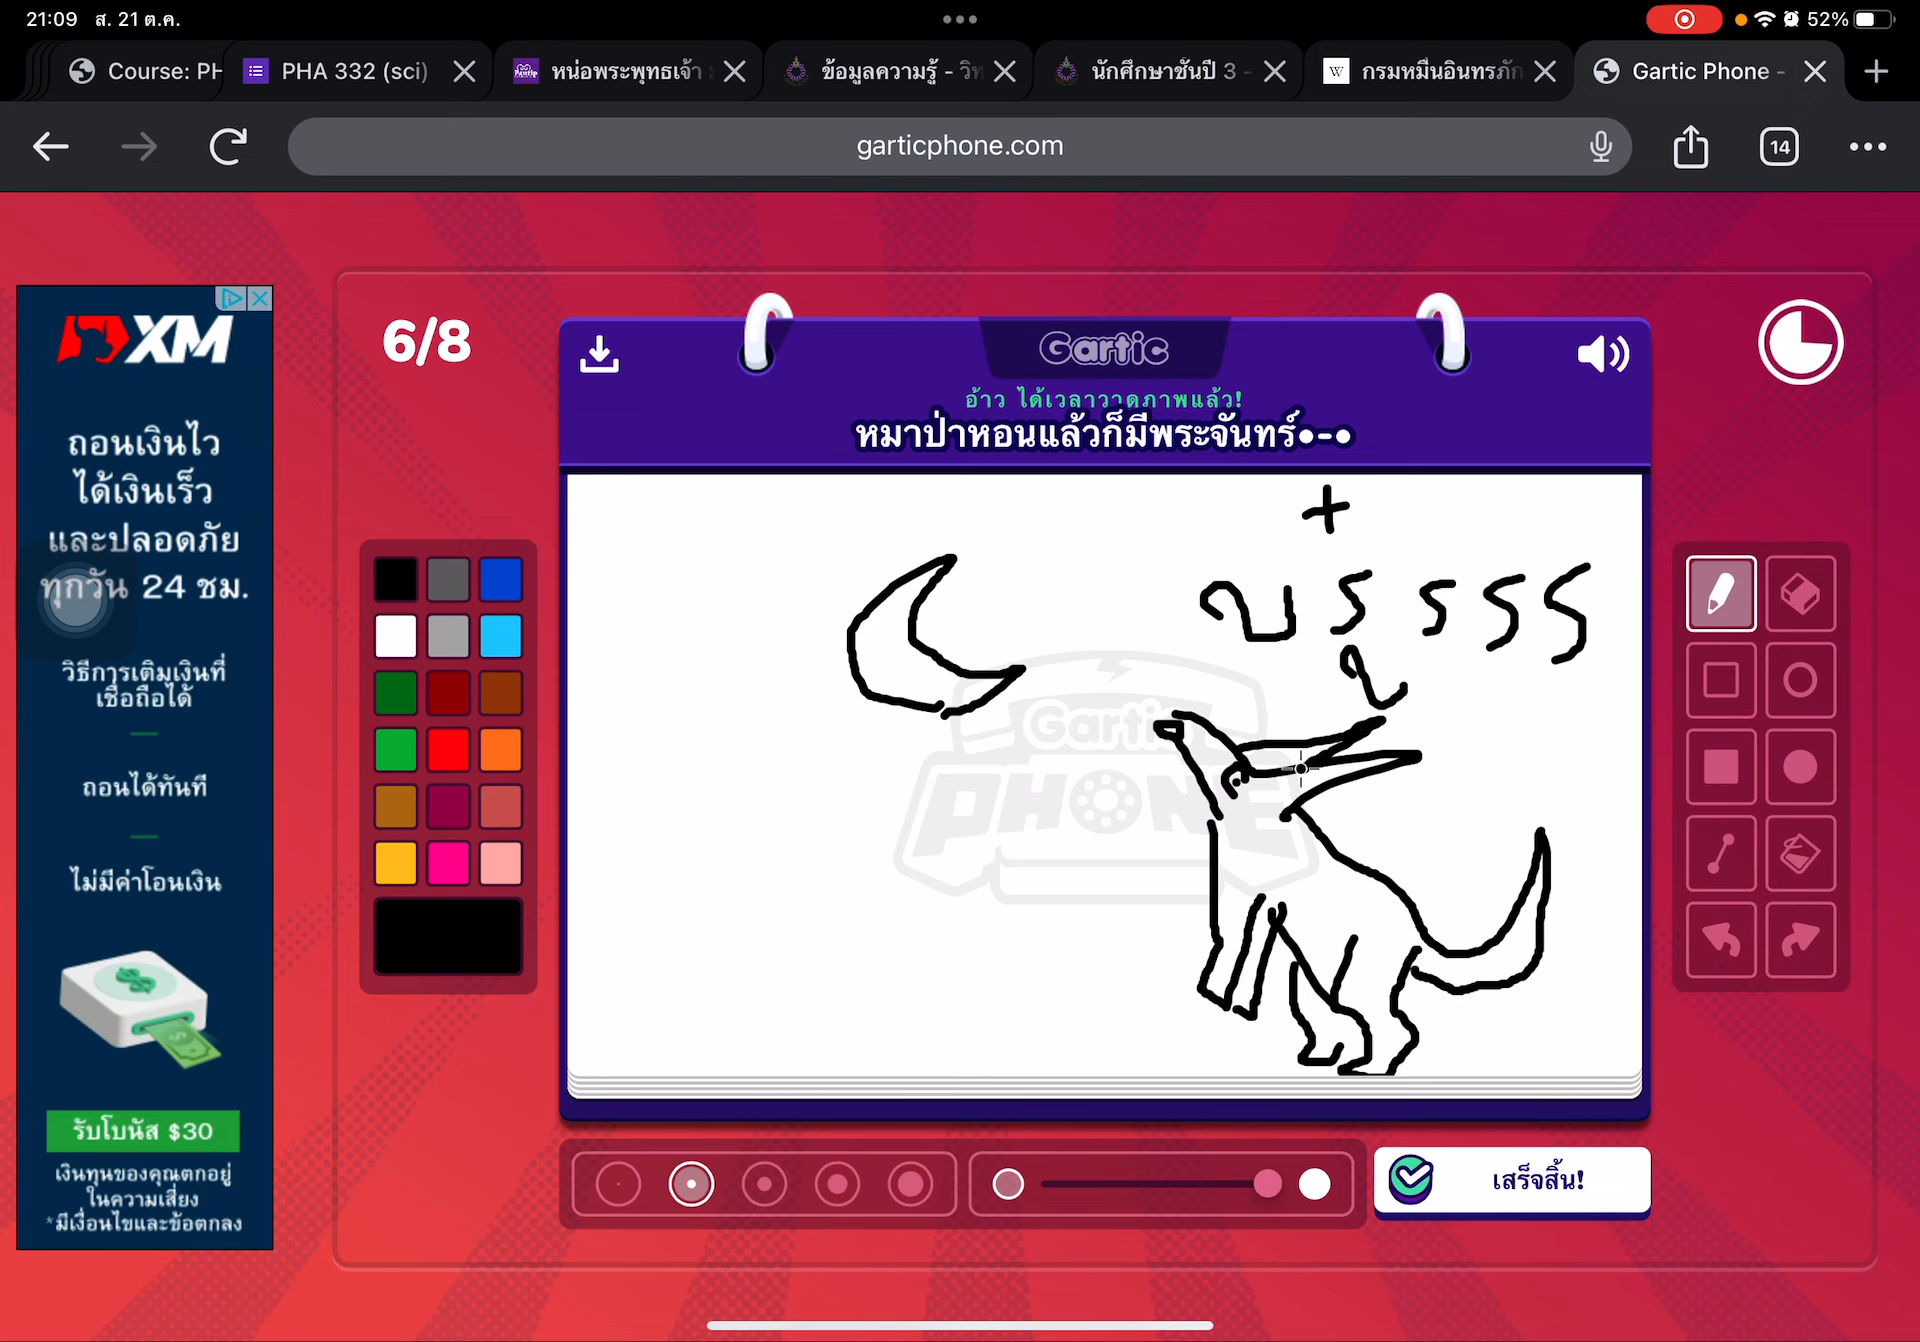 21:09 ส. 21 ต.ค.
52%
Course: PH
PHA 332 (sci)
หน่อพระพุทธเจ้า
ข้อมูลความรู้ - วิท
นักศึกษาชั้นปี 3 -
W กรมหมื่นอินทรภัก
Gartic Phone -
garticphone.com
14
XM
ถอนเงินไว
ได้เงินเร็ว
และปลอดภัย
ทุกวัน 24 ชม.
วิธีการเติมเงินที่
เชื่อถือได้
ถอนได้ทันที
ไม่มีค่าโอนเงิน
รับโบนัส $30
เงินทุนของคุณตกอยู่
ในความเสี่ยง
*มีเงื่อนไขและข้อตกลง
6/8
Gartic
อ้าว ได้เวลาวาดภาพแล้ว!
หมาป่าหอนแล้วก็มีพระจันทร์•-•
Gartic
PHONE
เสร็จสิ้น!